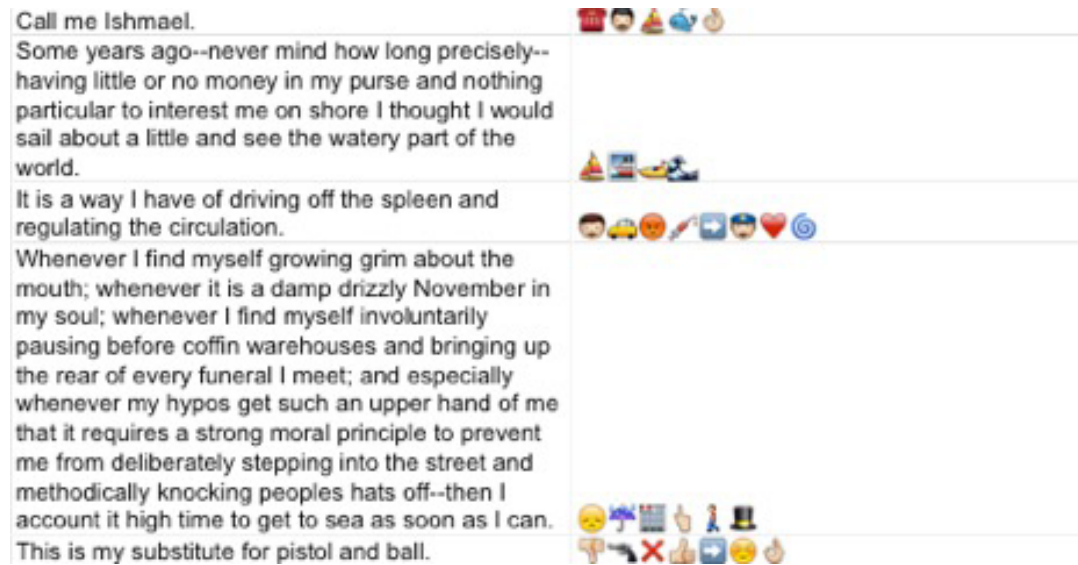 Call me Ishmael.
Some years ago--never mind how long precisely--
having little or no money in my purse and nothing
particular to interest me on shore I thought I would
sail about a little and see the watery part of the
world.
It is a way I have of driving off the spleen and
regulating the circulation.
Whenever I find myself growing grim about the
mouth; whenever it is a damp drizzly November in
my soul; whenever I find myself involuntarily
pausing before coffin warehouses and bringing up
the rear of every funeral I meet; and especially
whenever my hypos get such an upper hand of me
that it requires a strong moral principle to prevent
me from deliberately stepping into the street and
methodically knocking peoples hats off--then I
account it high time to get to sea as soon as I can.
This is my substitute for pistol and ball.